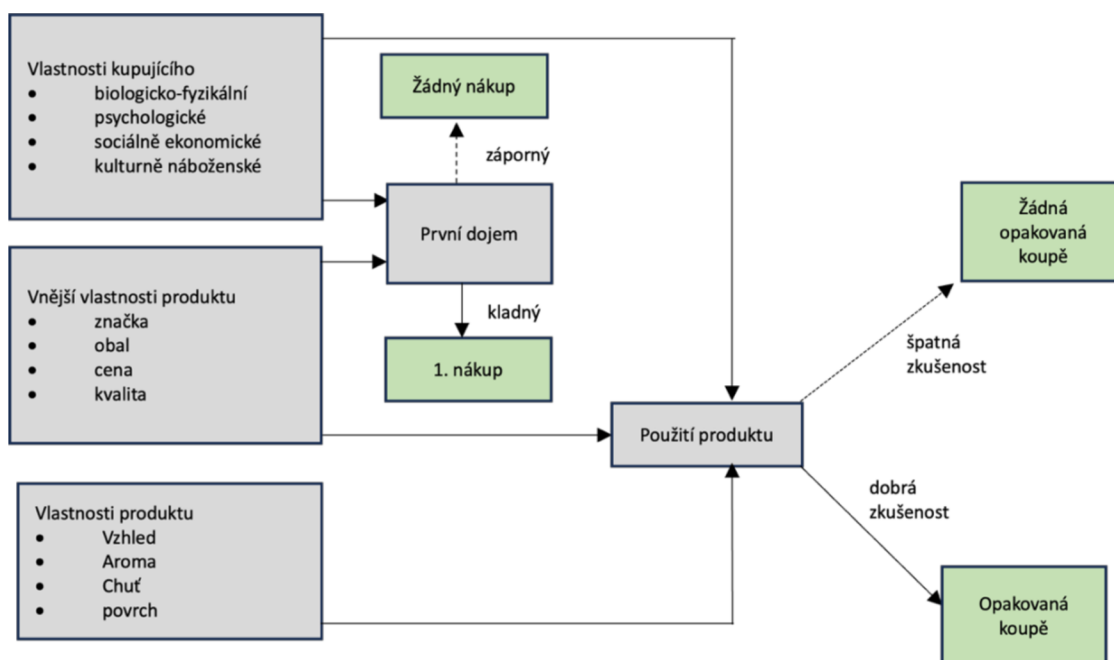 Vlastnosti kupujícího
• biologicko-fyzikální
• psychologické
• sociálně ekonomické
• kulturně náboženské
Žádný nákup
záporný
První dojem
kladný
1. nákup
Vnější vlastnosti produktu
• značka
• obal
• cena
• kvalita
Vlastnosti produktu
• Vzhled
• Aroma
• Chuť
• povrch
Použití produktu
Žádná
opakovaná
koupě
špatná
zkušenost
dobrá
zkušenost
Opakovaná
koupě